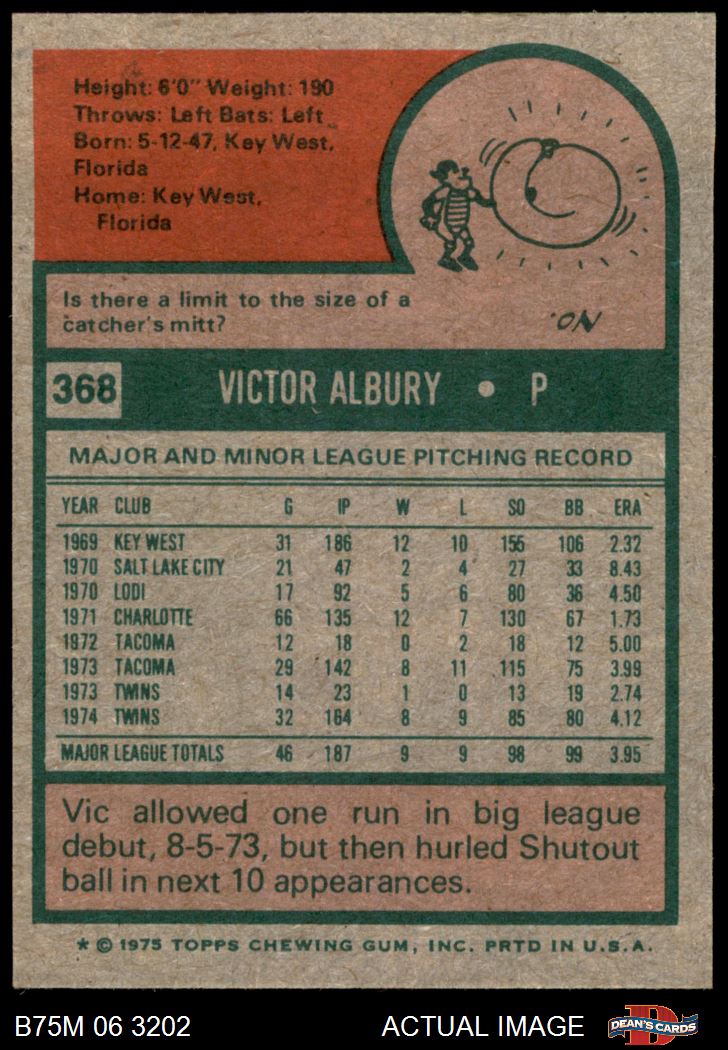 Height: 6'0" Weight: 190
Throws: Left Bats: Left
Born: 5-12-47, Key West,
Florida
Home: Key West,
Florida
Is there a limit to the size of a
catcher's mitt?
NO.
368 VICTOR ALBURY • P
MAJOR AND MINOR LEAGUE PITCHING RECORD
YEAR CLUB G IP W L SO BB ERA
1969 KEY WEST 31 186 12 10 155 106 2.32
1970 SALT LAKE CITY 21 47 2 4 27 33 8.43
1970 LODI 17 92 5 6 80 36 4.50
1971 CHARLOTTE 66 135 12 7 130 67 1.73
1972 TACOMA 12 18 0 2 18 12 5.00
1973 TACOMA 29 142 8 11 115 75 3.99
1973 TWINS 14 23 1 0 13 19 2.74
1974 TWINS 32 164 8 9 85 80 4.12
MAJOR LEAGUE TOTALS 46 187 9 9 98 99 3.95
Vic allowed one run in big league
debut, 8-5-73, but then hurled Shutout
ball in next 10 appearances.
* © 1975 TOPPS CHEWING GUM, INC. PRTD IN U.S.A.
B75M 06 3202 ACTUAL IMAGE D DEAN'S CARDS